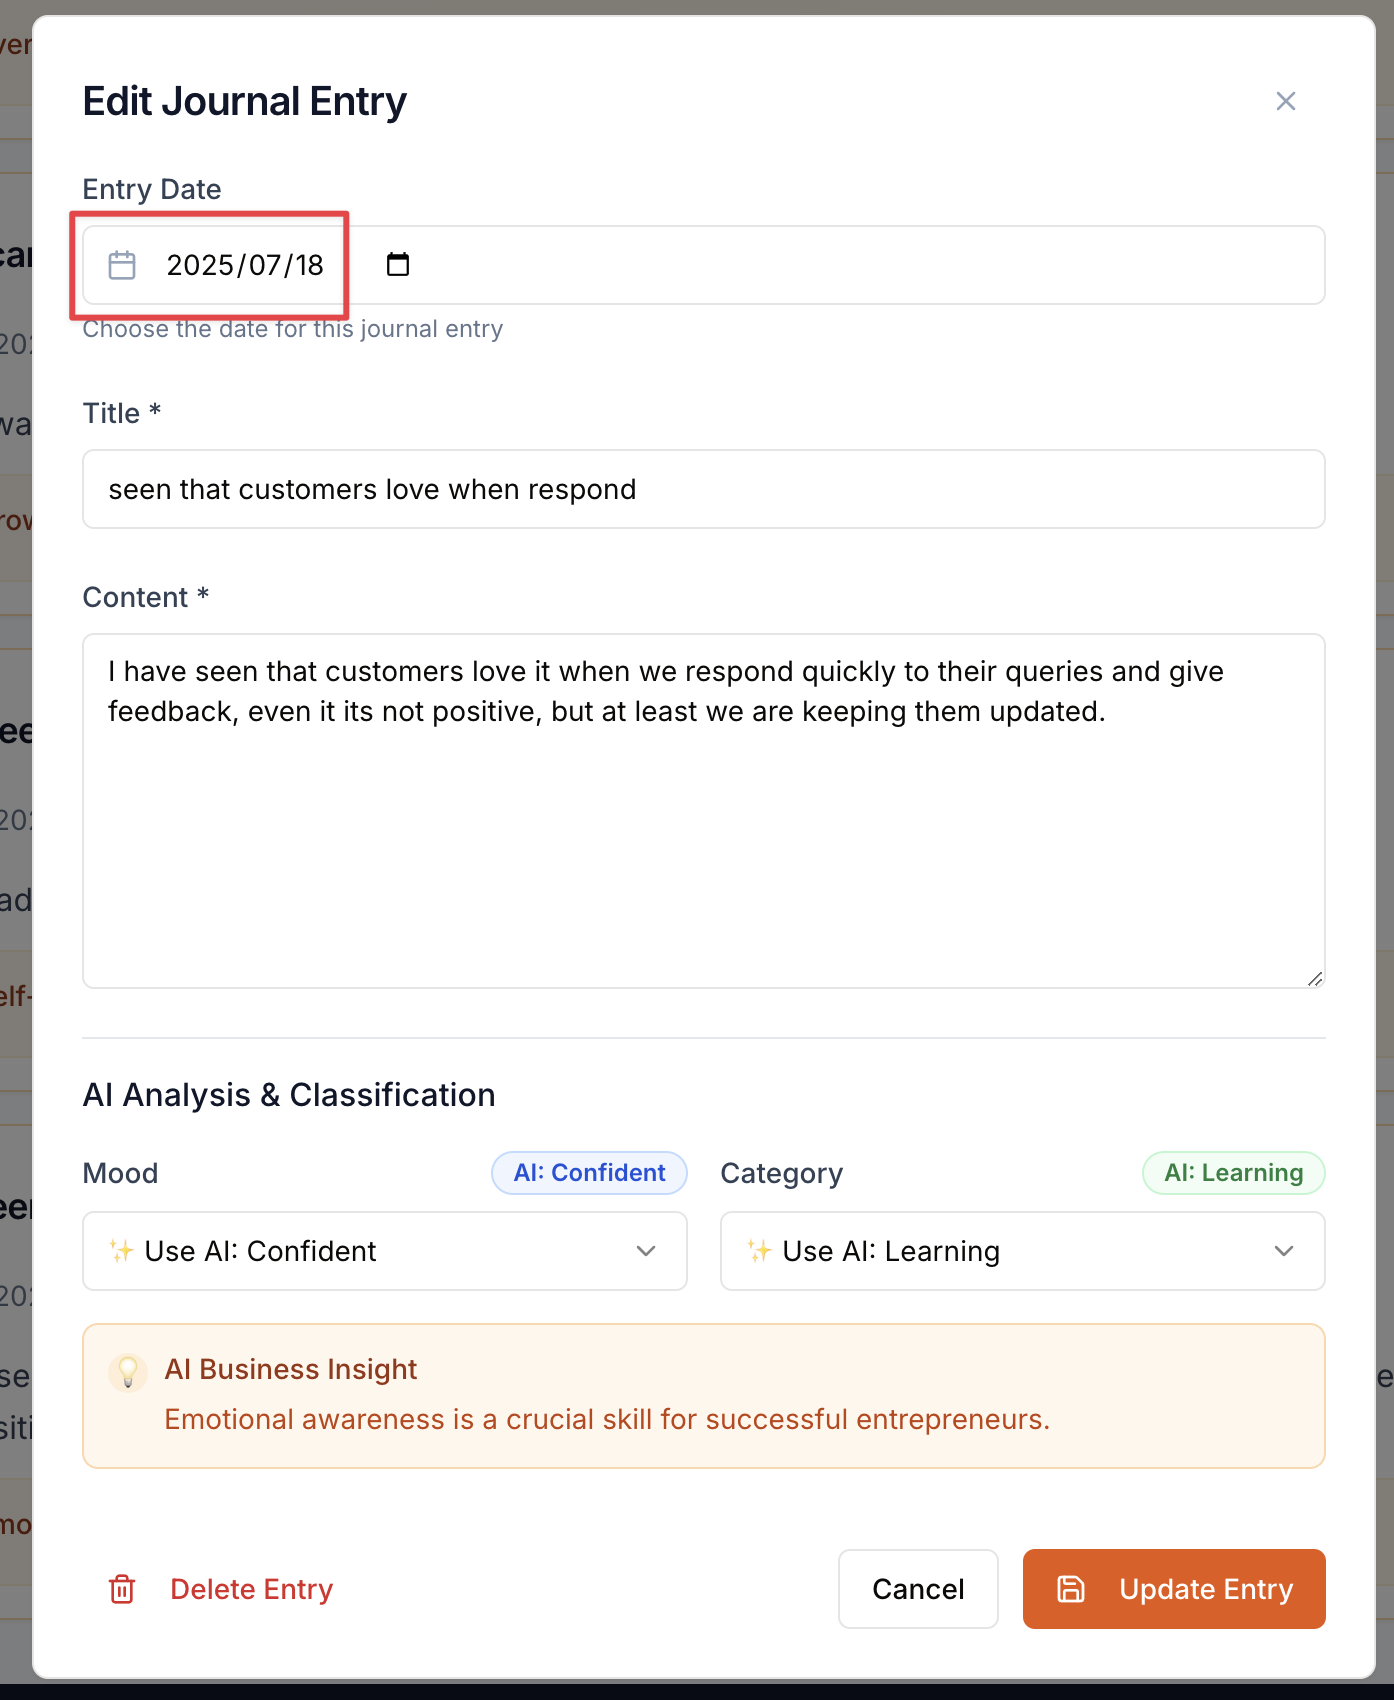 Edit Journal Entry
Entry Date
2025/07/18
Choose the date for this journal entry
Title *
seen that customers love when respond
Content *
I have seen that customers love it when we respond quickly to their queries and give
feedback, even it its not positive, but at least we are keeping them updated.
AI Analysis & Classification
Mood
AI: Confident
Category
AI: Learning
✨ Use AI: Confident
✨ Use AI: Learning
AI Business Insight
Emotional awareness is a crucial skill for successful entrepreneurs.
Delete Entry
Cancel
Update Entry